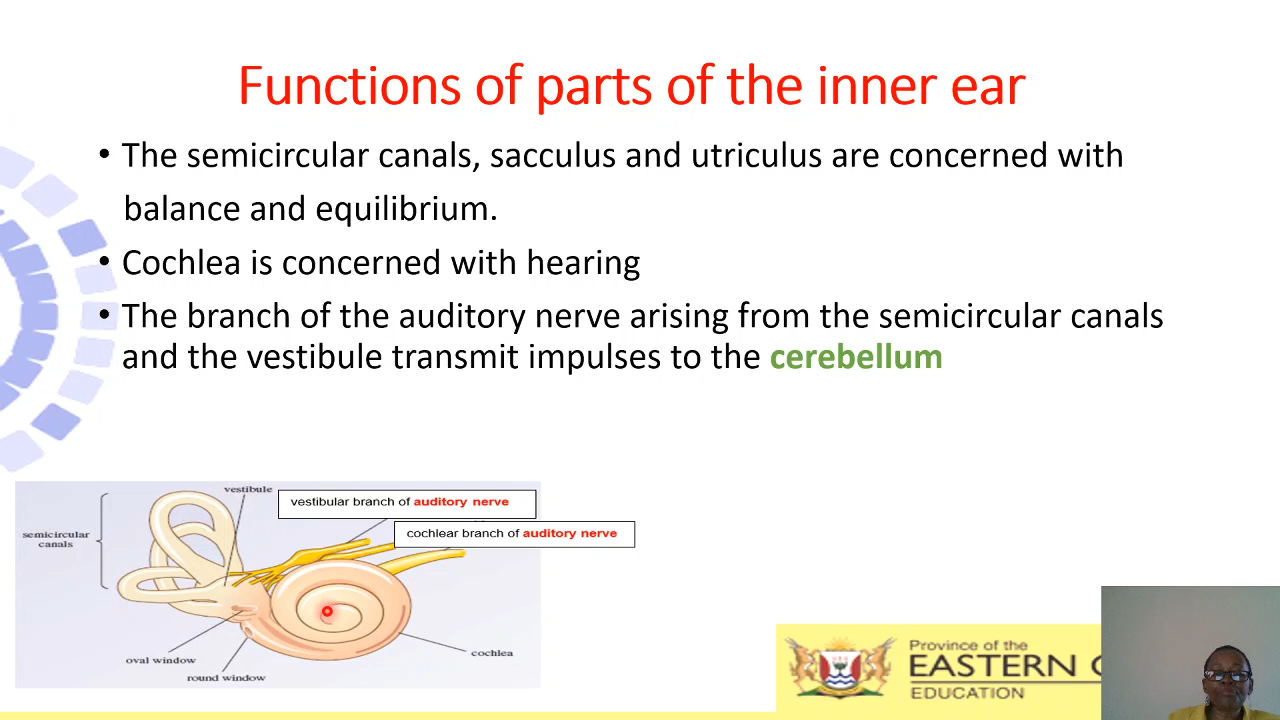 Functions of parts of the inner ear
• The semicircular canals, sacculus and utriculus are concerned with
balance and equilibrium.
• Cochlea is concerned with hearing
• The branch of the auditory nerve arising from the semicircular canals
and the vestibule transmit impulses to the cerebellum
vestibule
vestibular branch of auditory nerve
cochlear branch of auditory nerve
semicircular
canals
oval window
round window
cochlea
Province of the
EASTERN
EDUCATION